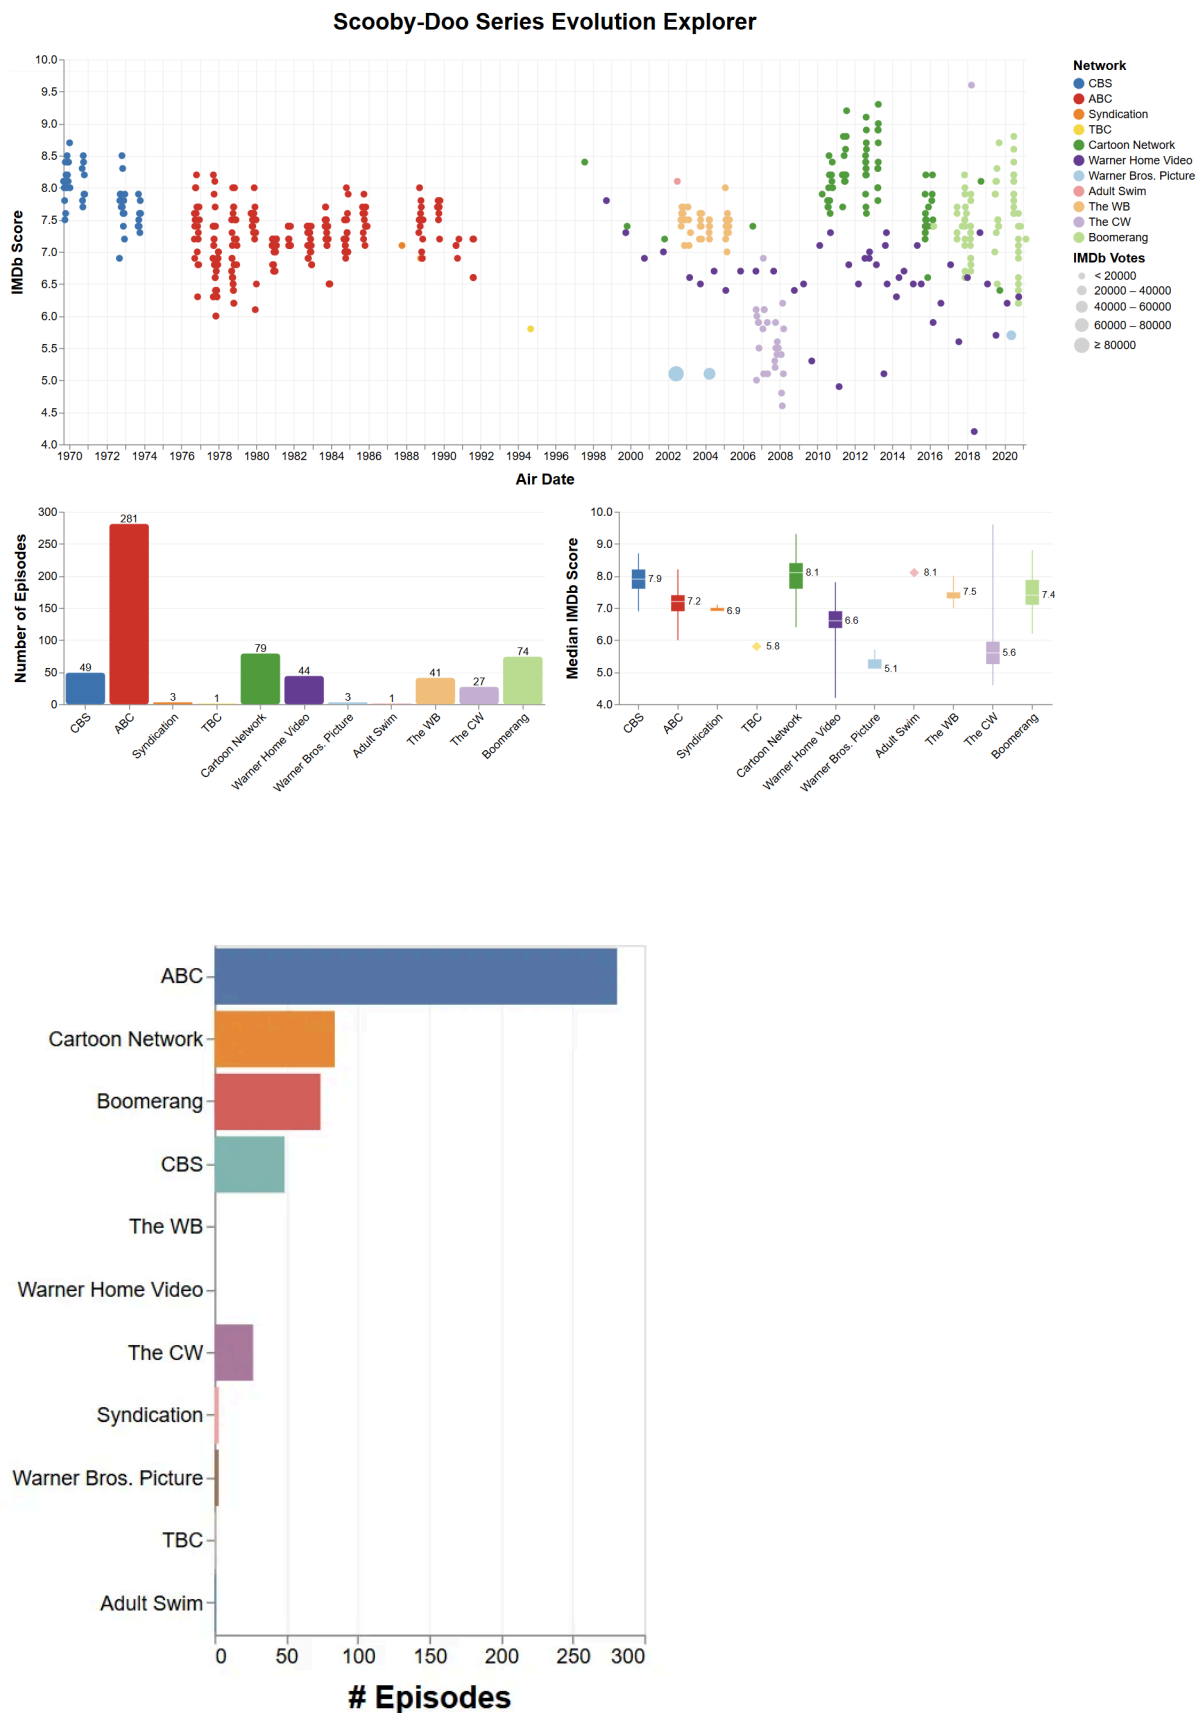 Scooby-Doo Series Evolution Explorer
IMDb Score
10.0
9.5
9.0
8.5
8.0
7.5
7.0
6.5
6.0
5.5
5.0
4.5
4.0
1970 1972 1974 1976 1978 1980 1982 1984 1986 1988 1990 1992 1994 1996 1998 2000 2002 2004 2006 2008 2010 2012 2014 2016 2018 2020
Air Date
Network
CBS
ABC
Syndication
TBC
Cartoon Network
Warner Home Video
Warner Bros. Picture
Adult Swim
The WB
The CW
Boomerang
IMDb Votes
< 20000
20000 – 40000
40000 – 60000
60000 – 80000
≥ 80000
Number of Episodes
300
250
200
150
100
50
0
49 281 3 1 79 44 3 1 41 27 74
CBS ABC Syndication TBC Cartoon Network Warner Home Video Warner Bros. Picture Adult Swim The WB The CW Boomerang
Median IMDb Score
10.0
9.0
8.0
7.0
6.0
5.0
4.0
7.9 7.2 6.9 5.8 8.1 6.6 5.1 8.1 7.5 5.6 7.4
CBS ABC Syndication TBC Cartoon Network Warner Home Video Warner Bros. Picture Adult Swim The WB The CW Boomerang
ABC
Cartoon Network
Boomerang
CBS
The WB
Warner Home Video
The CW
Syndication
Warner Bros. Picture
TBC
Adult Swim
0 50 100 150 200 250 300
# Episodes